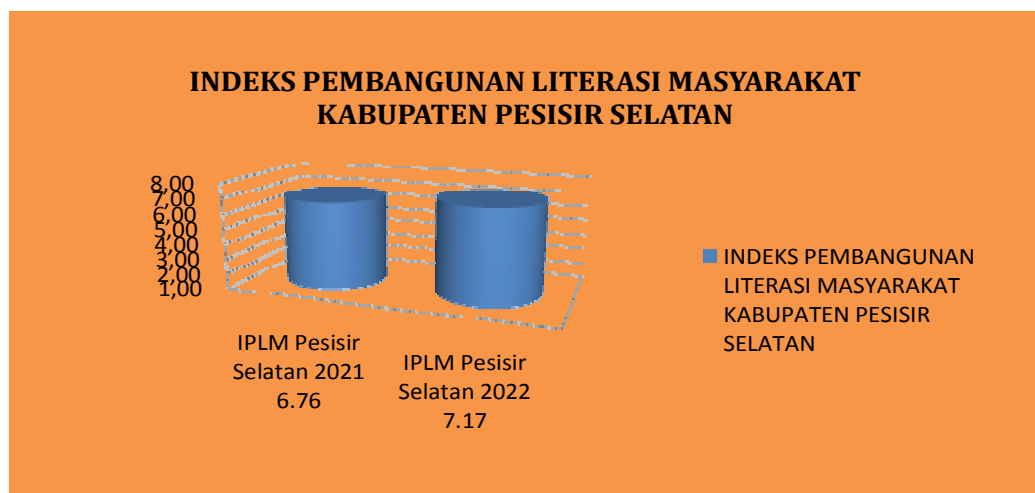 INDEKS PEMBANGUNAN LITERASI MASYARAKAT
KABUPATEN PESISIR SELATAN
8,00
7,00
6,00
5,00
4,00
3,00
2,00
1,00
IPLM Pesisir
Selatan 2021
6.76
IPLM Pesisir
Selatan 2022
7.17
INDEKS PEMBANGUNAN
LITERASI MASYARAKAT
KABUPATEN PESISIR
SELATAN